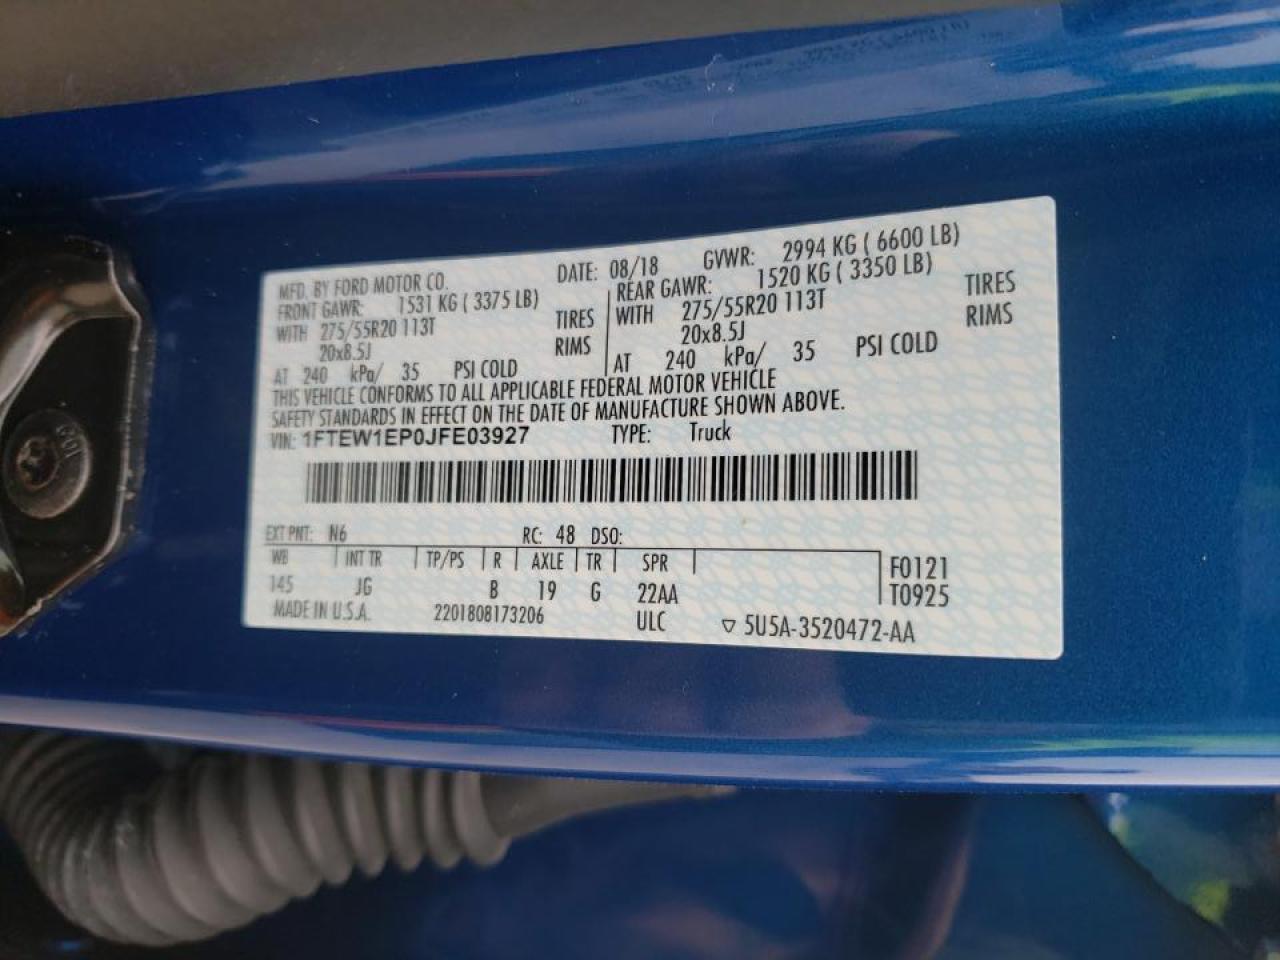 MFD. BY FORD MOTOR CO. DATE: 08/18 GVWR: 2994 KG ( 6600 LB)
FRONT GAWR: 1531 KG ( 3375 LB) REAR GAWR: 1520 KG ( 3350 LB)
WITH 275/55R20 113T TIRES WITH 275/55R20 113T TIRES
20x8.5J RIMS 20x8.5J RIMS
AT 240 kPa/ 35 PSI COLD AT 240 kPa/ 35 PSI COLD
THIS VEHICLE CONFORMS TO ALL APPLICABLE FEDERAL MOTOR VEHICLE
SAFETY STANDARDS IN EFFECT ON THE DATE OF MANUFACTURE SHOWN ABOVE.
VIN: 1FTEW1EP0JFE03927 TYPE: Truck
EXT PNT: N6 RC: 48 DSO:
WB INT TR TP/PS R AXLE TR SPR F0121
145 JG B 19 G 22AA T0925
MADE IN U.S.A. 2201808173206 ULC ▽ 5U5A-3520472-AA